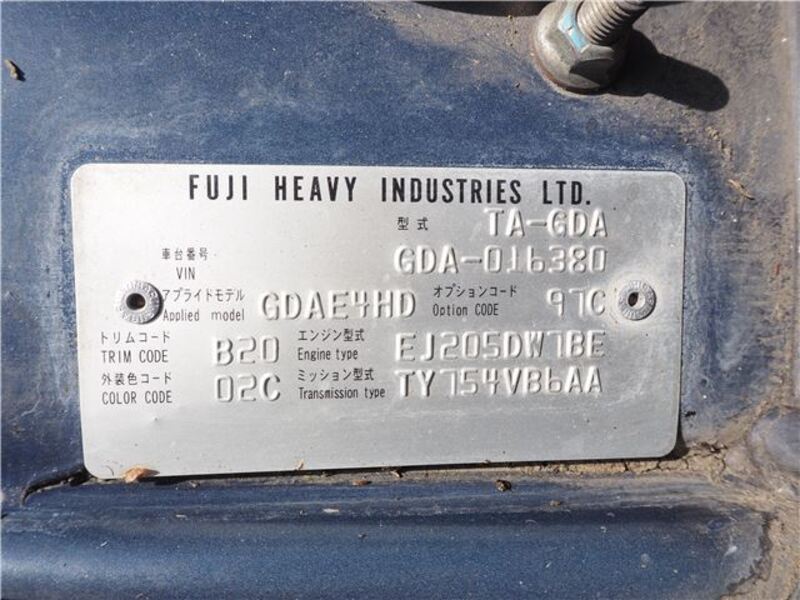 FUJI HEAVY INDUSTRIES LTD.
型式 TA-GDA
車台番号 VIN GDA-016380
アプライドモデル Applied model GDAE4HD オプションコード Option CODE 97C
トリムコード TRIM CODE B20 エンジン型式 Engine type EJ205DW7BE
外装色コード COLOR CODE 02C ミッション型式 Transmission type TY754VB6AA